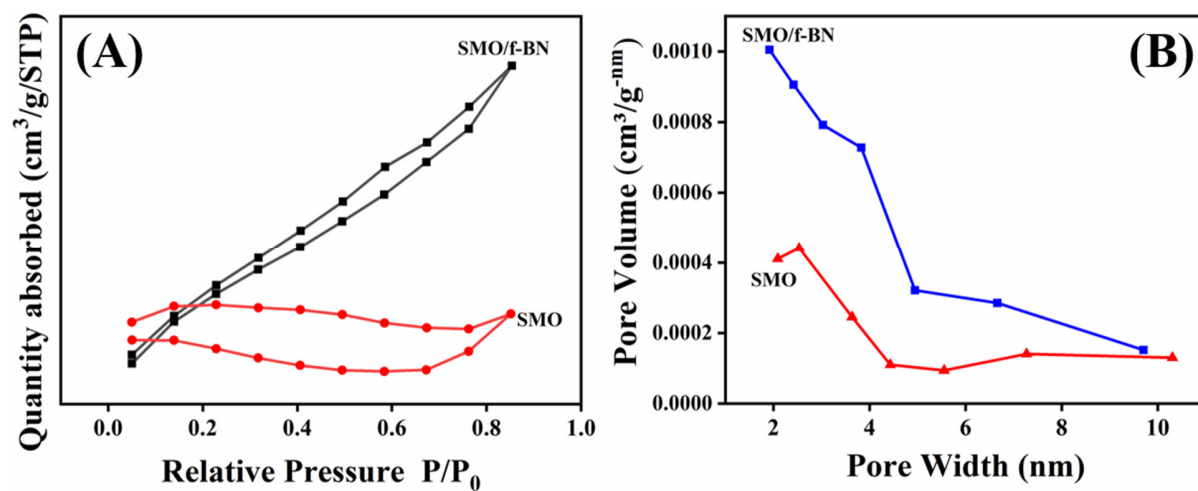 (A)
SMO/f-BN
SMO
Quantity absorbed (cm³/g/STP)
0.0 0.2 0.4 0.6 0.8 1.0
Relative Pressure P/P₀
(B)
SMO/f-BN
SMO
Pore Volume (cm³/g⁻ⁿᵐ)
0.0010
0.0008
0.0006
0.0004
0.0002
0.0000
2 4 6 8 10
Pore Width (nm)